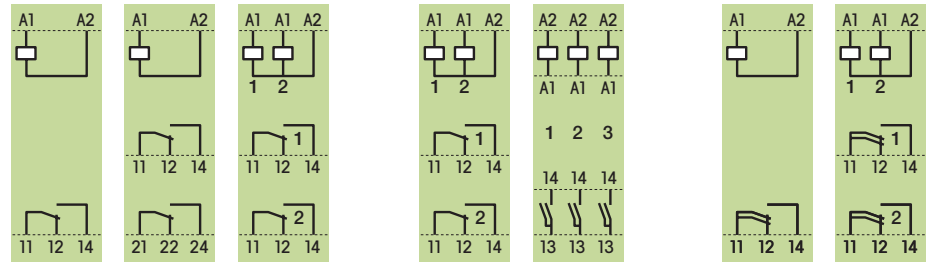 A1 A2 A1 A2 A1 A1 A2 A1 A1 A2 A2 A2 A2 A1 A2 A1 A1 A2
1 2 1 2 A1 A1 A1 1 2
1 1 1 2 3 1
11 12 14 11 12 14 11 12 14 11 12 14
14 14 14
2 2 2
11 12 14 21 22 24 11 12 14 11 12 14 13 13 13 11 12 14 11 12 14